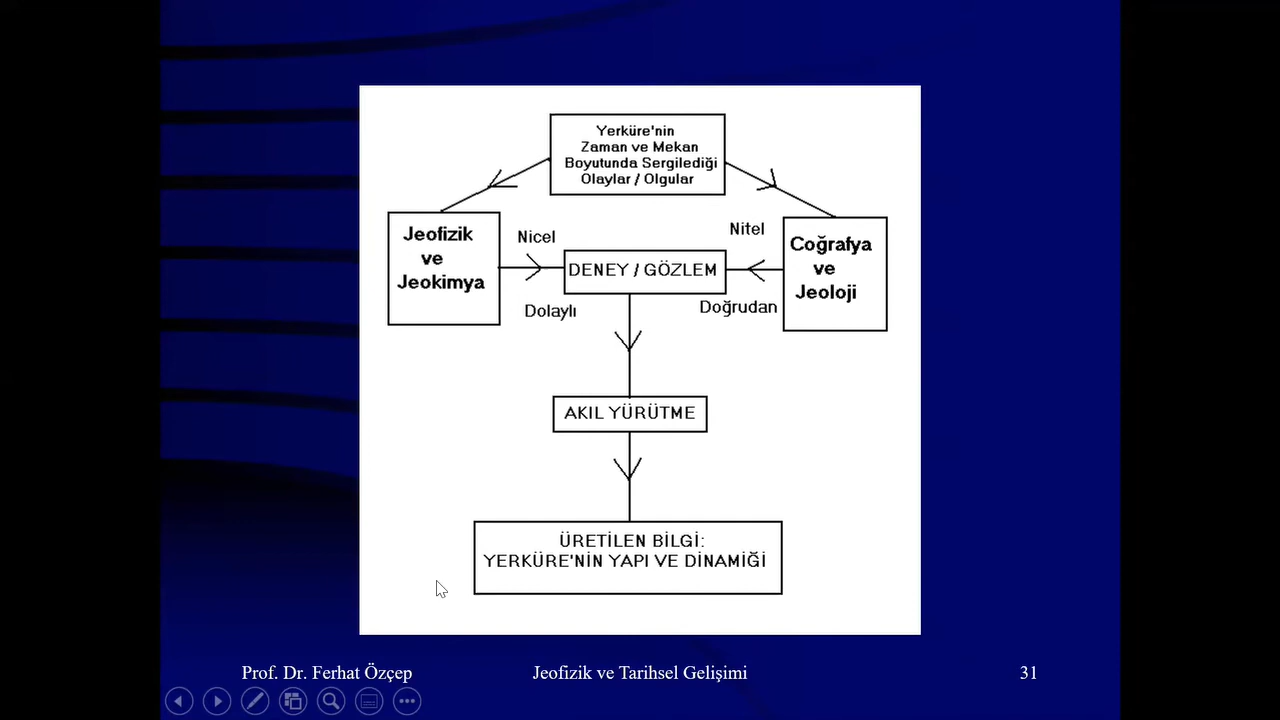 Yerküre'nin
Zaman ve Mekan
Boyutunda Sergilediği
Olaylar / Olgular
Jeofizik
ve
Jeokimya
Nicel
Dolaylı
DENEY / GÖZLEM
Nitel
Doğrudan
Coğrafya
ve
Jeoloji
AKIL YÜRÜTME
ÜRETİLEN BİLGİ:
YERKÜRE'NİN YAPI VE DİNAMİĞİ
Prof. Dr. Ferhat Özçep
Jeofizik ve Tarihsel Gelişimi
31